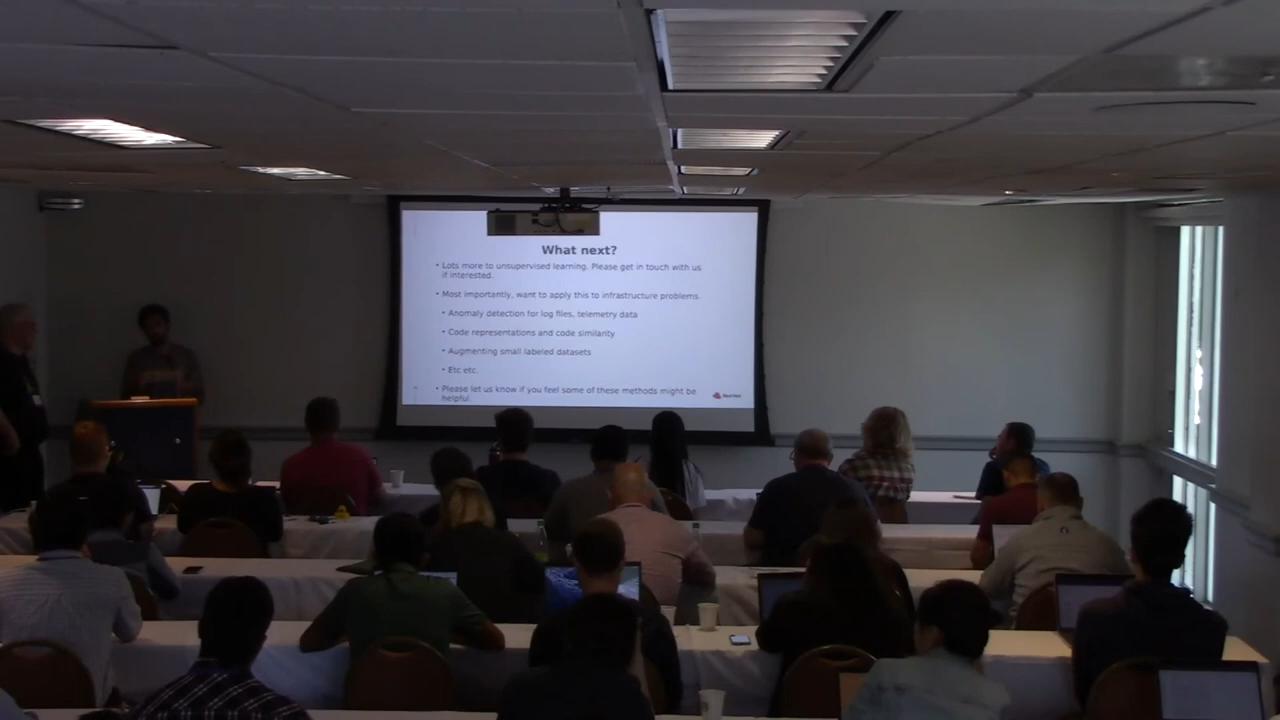 What next?
• Lots more to unsupervised learning. Please get in touch with us
if interested.
• Most importantly, want to apply this to infrastructure problems.
• Anomaly detection for log files, telemetry data
• Code representations and code similarity
• Augmenting small labeled datasets
• Etc etc.
• Please let us know if you feel some of these methods might be
helpful.
Red Hat